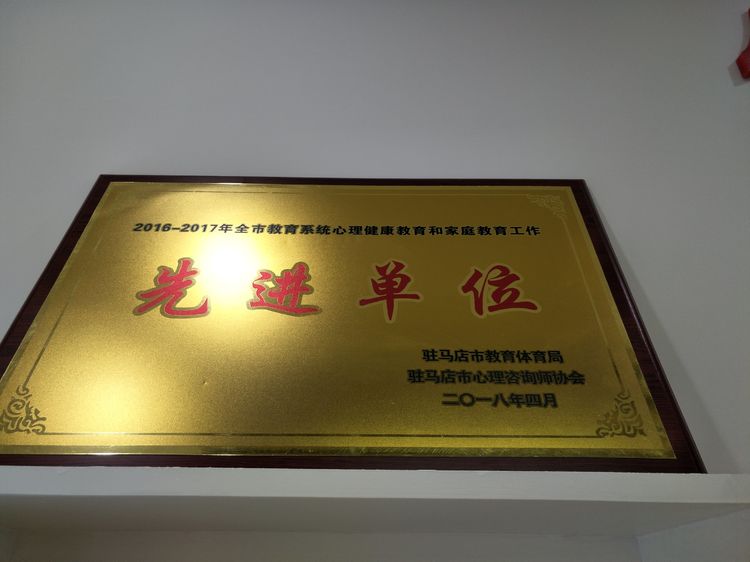 2016-2017年全市教育系统心理健康教育和家庭教育工作
先进单位
驻马店市教育体育局
驻马店市心理咨询师协会
二〇一八年四月